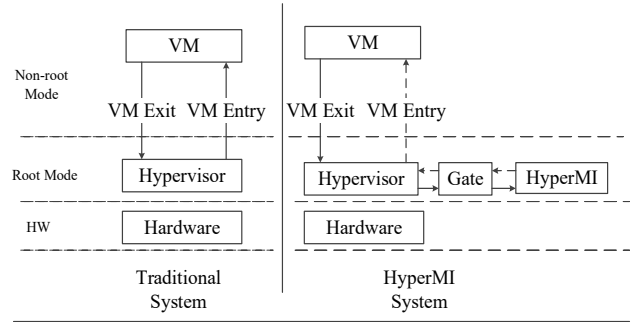 VM
VM
Non-root
Mode
VM Exit VM Entry
VM Exit VM Entry
Root Mode
Hypervisor
Hypervisor
Gate
HyperMI
HW
Hardware
Hardware
Traditional
System
HyperMI
System